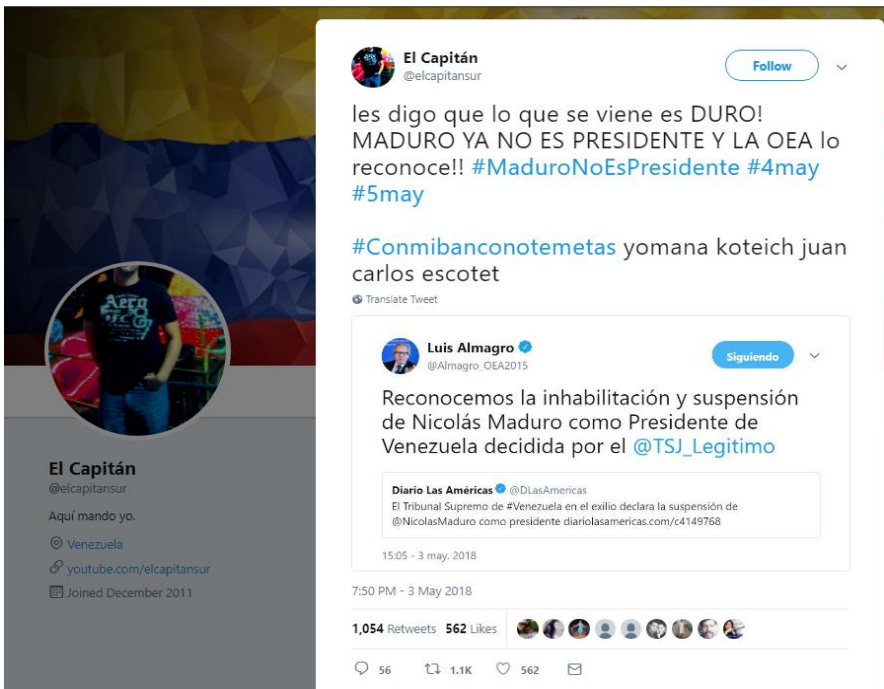 El Capitán
@elcapitansur
Follow
les digo que lo que se viene es DURO!
MADURO YA NO ES PRESIDENTE Y LA OEA lo
reconoce!! #MaduroNoEsPresidente #4may
#5may
#Conmibanconotemetas yomana koteich juan
carlos escotet
Translate Tweet
Luis Almagro
@Almagro_OEA2015
Siguiendo
Reconocemos la inhabilitación y suspensión
de Nicolás Maduro como Presidente de
Venezuela decidida por el @TSJ_Legitimo
Diario Las Américas @DLasAmericas
El Tribunal Supremo de #Venezuela en el exilio declara la suspensión de
@NicolasMaduro como presidente diariolasamericas.com/c4149768
15:05 - 3 may. 2018
7:50 PM - 3 May 2018
1,054 Retweets 562 Likes
56 1.1K 562
Aero
El Capitán
@elcapitansur
Aquí mando yo.
Venezuela
youtube.com/elcapitansur
Joined December 2011